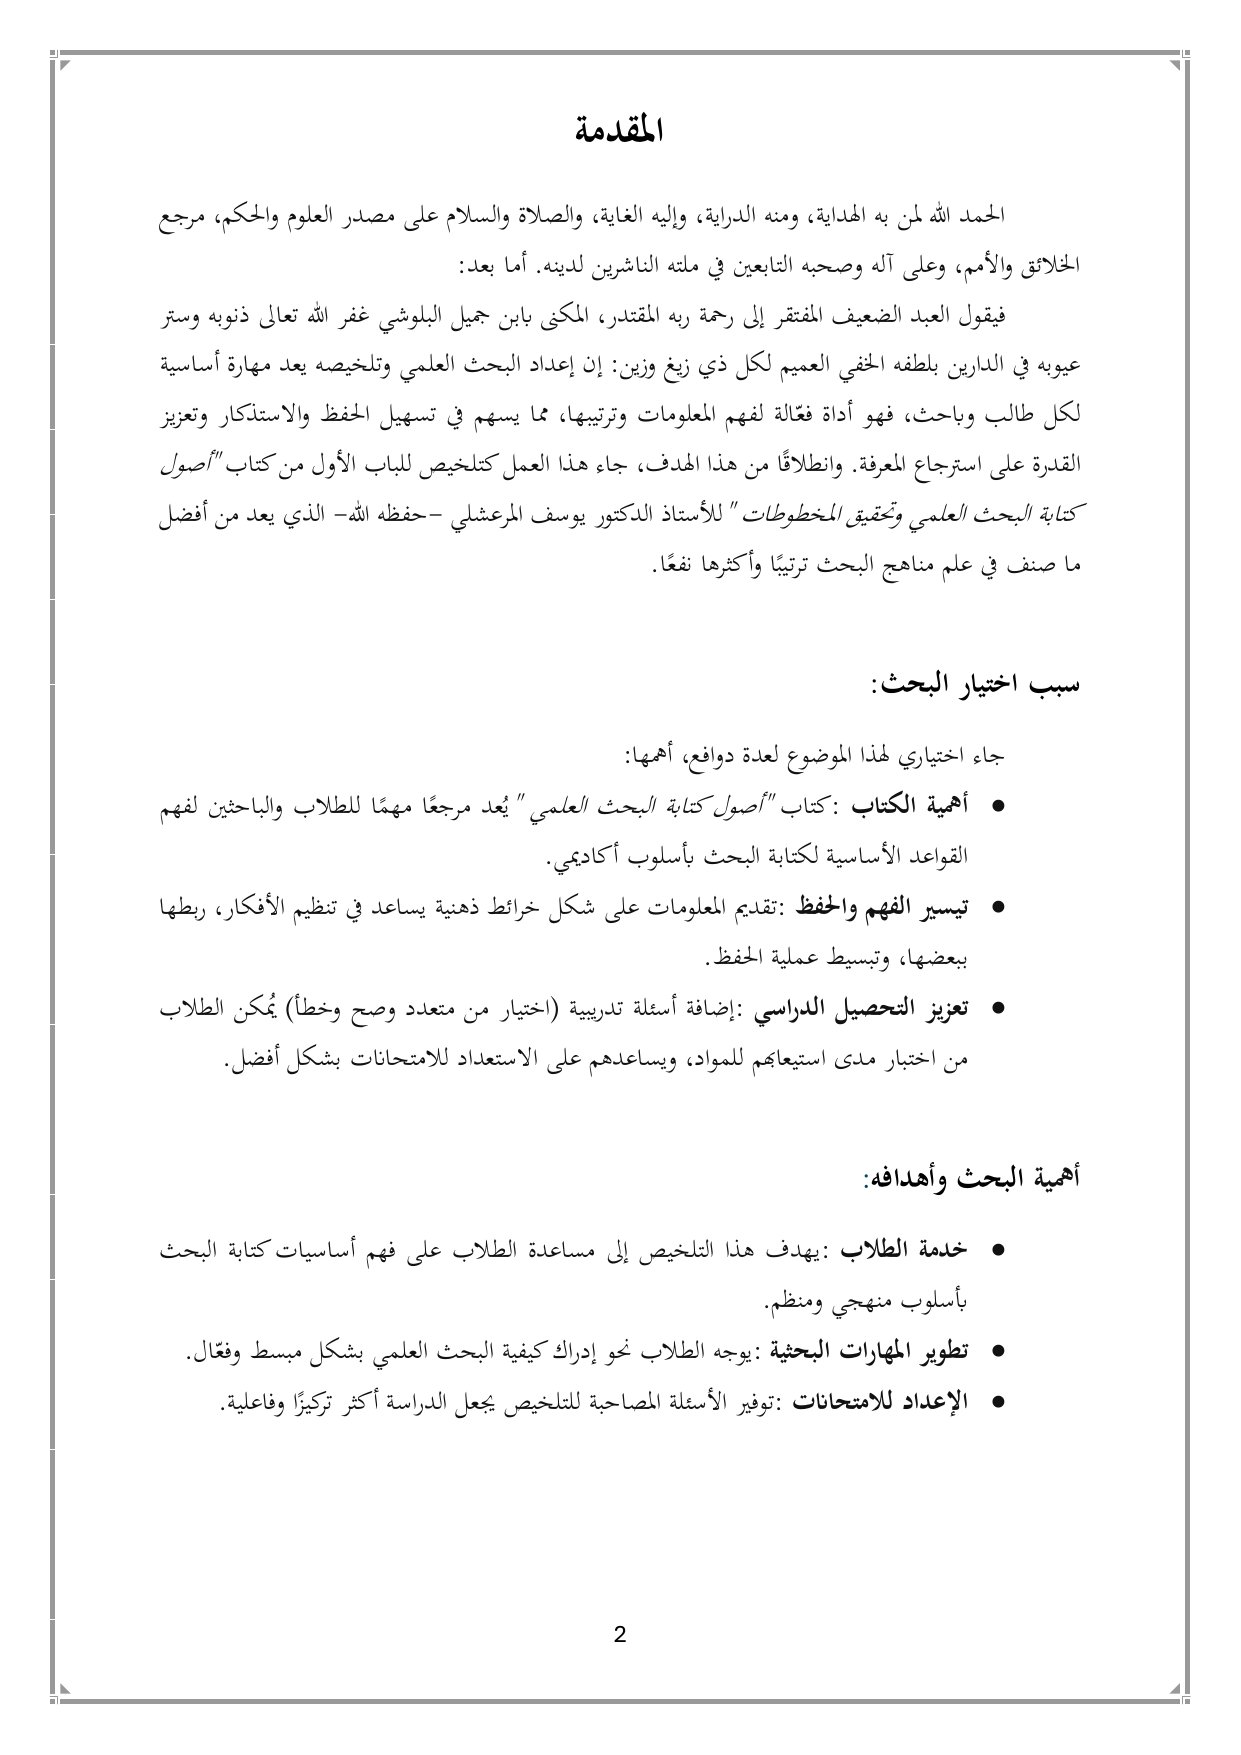 المقدمة
الحمد الله لمن به الهداية، ومنه الدراية، وإليه الغاية، والصلاة والسلام على مصدر العلوم والحكم، مرجع
الخلائق والأمم، وعلى آله وصحبه التابعين في ملته الناشرين لدينه. أما بعد:
فيقول العبد الضعيف المفتقر إلى رحمة ربه المقتدر، المكنى بابن جميل البلوشي غفر الله تعالى ذنوبه وستر
عيوبه في الدارين بلطفه الخفي العميم لكل ذي زيغ وزين: إن إعداد البحث العلمي وتلخيصه يعد مهارة أساسية
لكل طالب وباحث، فهو أداة فعّالة لفهم المعلومات وترتيبها، مما يسهم في تسهيل الحفظ والاستذكار وتعزيز
القدرة على استرجاع المعرفة. وانطلاقًا من هذا الهدف، جاء هذا العمل كتلخيص للباب الأول من كتاب "أصول
كتابة البحث العلمي وتحقيق المخطوطات" للأستاذ الدكتور يوسف المرعشلي –حفظه الله– الذي يعد من أفضل
ما صنف في علم مناهج البحث ترتيبًا وأكثرها نفعًا.
سبب اختيار البحث:
جاء اختياري لهذا الموضوع لعدة دوافع، أهمها:
● أهمية الكتاب :كتاب "أصول كتابة البحث العلمي" يُعد مرجعًا مهمًا للطلاب والباحثين لفهم
القواعد الأساسية لكتابة البحث بأسلوب أكاديمي.
● تيسير الفهم والحفظ :تقديم المعلومات على شكل خرائط ذهنية يساعد في تنظيم الأفكار، ربطها
ببعضها، وتبسيط عملية الحفظ.
● تعزيز التحصيل الدراسي :إضافة أسئلة تدريبية (اختيار من متعدد وصح وخطأ) يُمكن الطلاب
من اختبار مدى استيعابهم للمواد، ويساعدهم على الاستعداد للامتحانات بشكل أفضل.
أهمية البحث وأهدافه:
● خدمة الطلاب :يهدف هذا التلخيص إلى مساعدة الطلاب على فهم أساسيات كتابة البحث
بأسلوب منهجي ومنظم.
● تطوير المهارات البحثية :يوجه الطلاب نحو إدراك كيفية البحث العلمي بشكل مبسط وفعّال.
● الإعداد للامتحانات :توفير الأسئلة المصاحبة للتلخيص يجعل الدراسة أكثر تركيزًا وفاعلية.
2